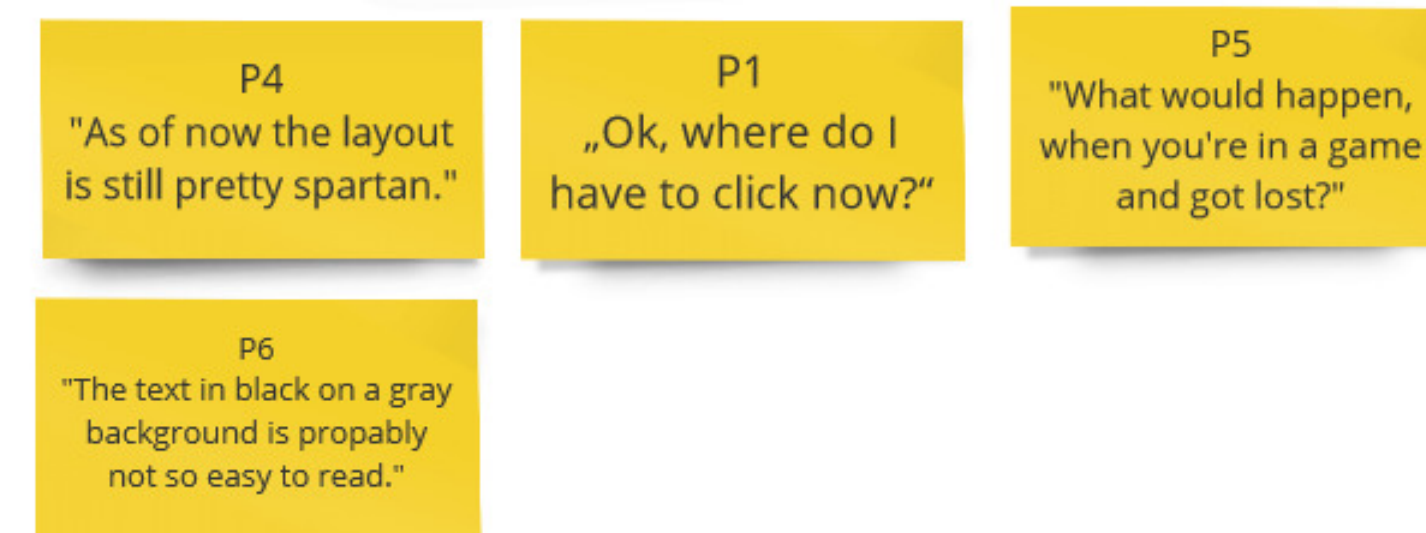 P4
"As of now the layout
is still pretty spartan."
P1
„Ok, where do I
have to click now?“
P5
"What would happen,
when you're in a game
and got lost?"
P6
"The text in black on a gray
background is propably
not so easy to read."